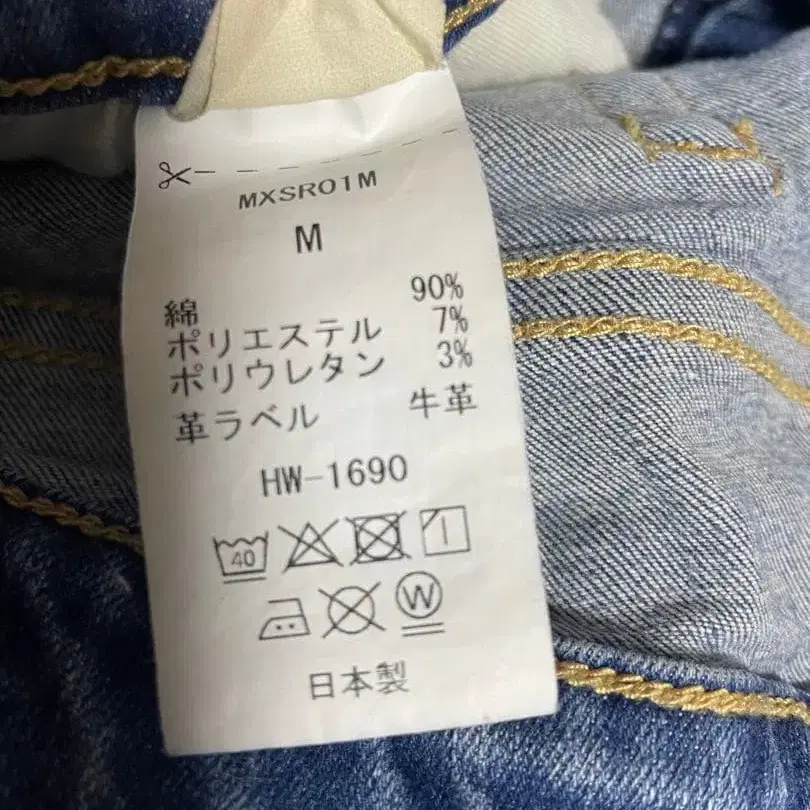 MXSR01M
M
綿 90%
ポリエステル 7%
ポリウレタン 3%
革ラベル 牛革
HW-1690
40
W
日本製